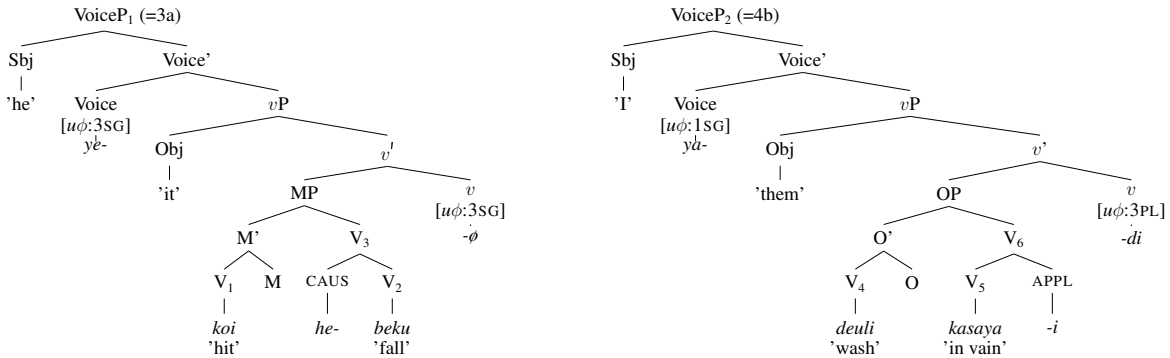 VoiceP₁ (=3a)
Sbj Voice'
'he' Voice vP
[uϕ:3SG]
ye- Obj v'
'it' MP v
[uϕ:3SG]
-ϕ
M' V₃
V₁ M CAUS V₂
koi he- beku
'hit' 'fall'
VoiceP₂ (=4b)
Sbj Voice'
'I' Voice vP
[uϕ:1SG]
ya- Obj v'
'them' OP v
[uϕ:3PL]
-di
O' V₆
V₄ O V₅ APPL
deuli kasaya -i
'wash' 'in vain'